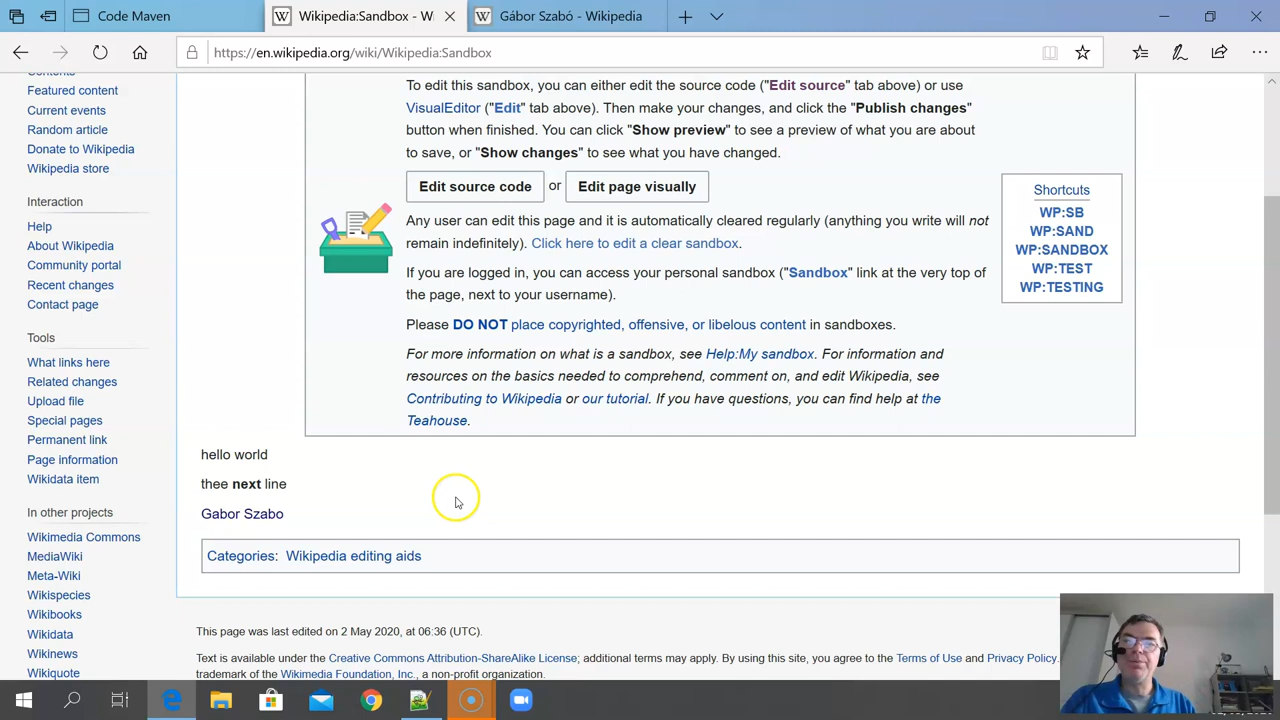 Code Maven
Wikipedia:Sandbox - W
Gábor Szabó - Wikipedia
https://en.wikipedia.org/wiki/Wikipedia:Sandbox
Contents
Featured content
Current events
Random article
Donate to Wikipedia
Wikipedia store
Interaction
Help
About Wikipedia
Community portal
Recent changes
Contact page
Tools
What links here
Related changes
Upload file
Special pages
Permanent link
Page information
Wikidata item
In other projects
Wikimedia Commons
MediaWiki
Meta-Wiki
Wikispecies
Wikibooks
Wikidata
Wikinews
Wikiquote
To edit this sandbox, you can either edit the source code ("Edit source" tab above) or use
VisualEditor ("Edit" tab above). Then make your changes, and click the "Publish changes"
button when finished. You can click "Show preview" to see a preview of what you are about
to save, or "Show changes" to see what you have changed.
Edit source code or Edit page visually
Any user can edit this page and it is automatically cleared regularly (anything you write will not
remain indefinitely). Click here to edit a clear sandbox.
If you are logged in, you can access your personal sandbox ("Sandbox" link at the very top of
the page, next to your username).
Please DO NOT place copyrighted, offensive, or libelous content in sandboxes.
For more information on what is a sandbox, see Help:My sandbox. For information and
resources on the basics needed to comprehend, comment on, and edit Wikipedia, see
Contributing to Wikipedia or our tutorial. If you have questions, you can find help at the
Teahouse.
Shortcuts
WP:SB
WP:SAND
WP:SANDBOX
WP:TEST
WP:TESTING
hello world
thee next line
Gabor Szabo
Categories: Wikipedia editing aids
This page was last edited on 2 May 2020, at 06:36 (UTC).
Text is available under the Creative Commons Attribution-ShareAlike License; additional terms may apply. By using this site, you agree to the Terms of Use and Privacy Policy.
trademark of the Wikimedia Foundation, Inc., a non-profit organization.